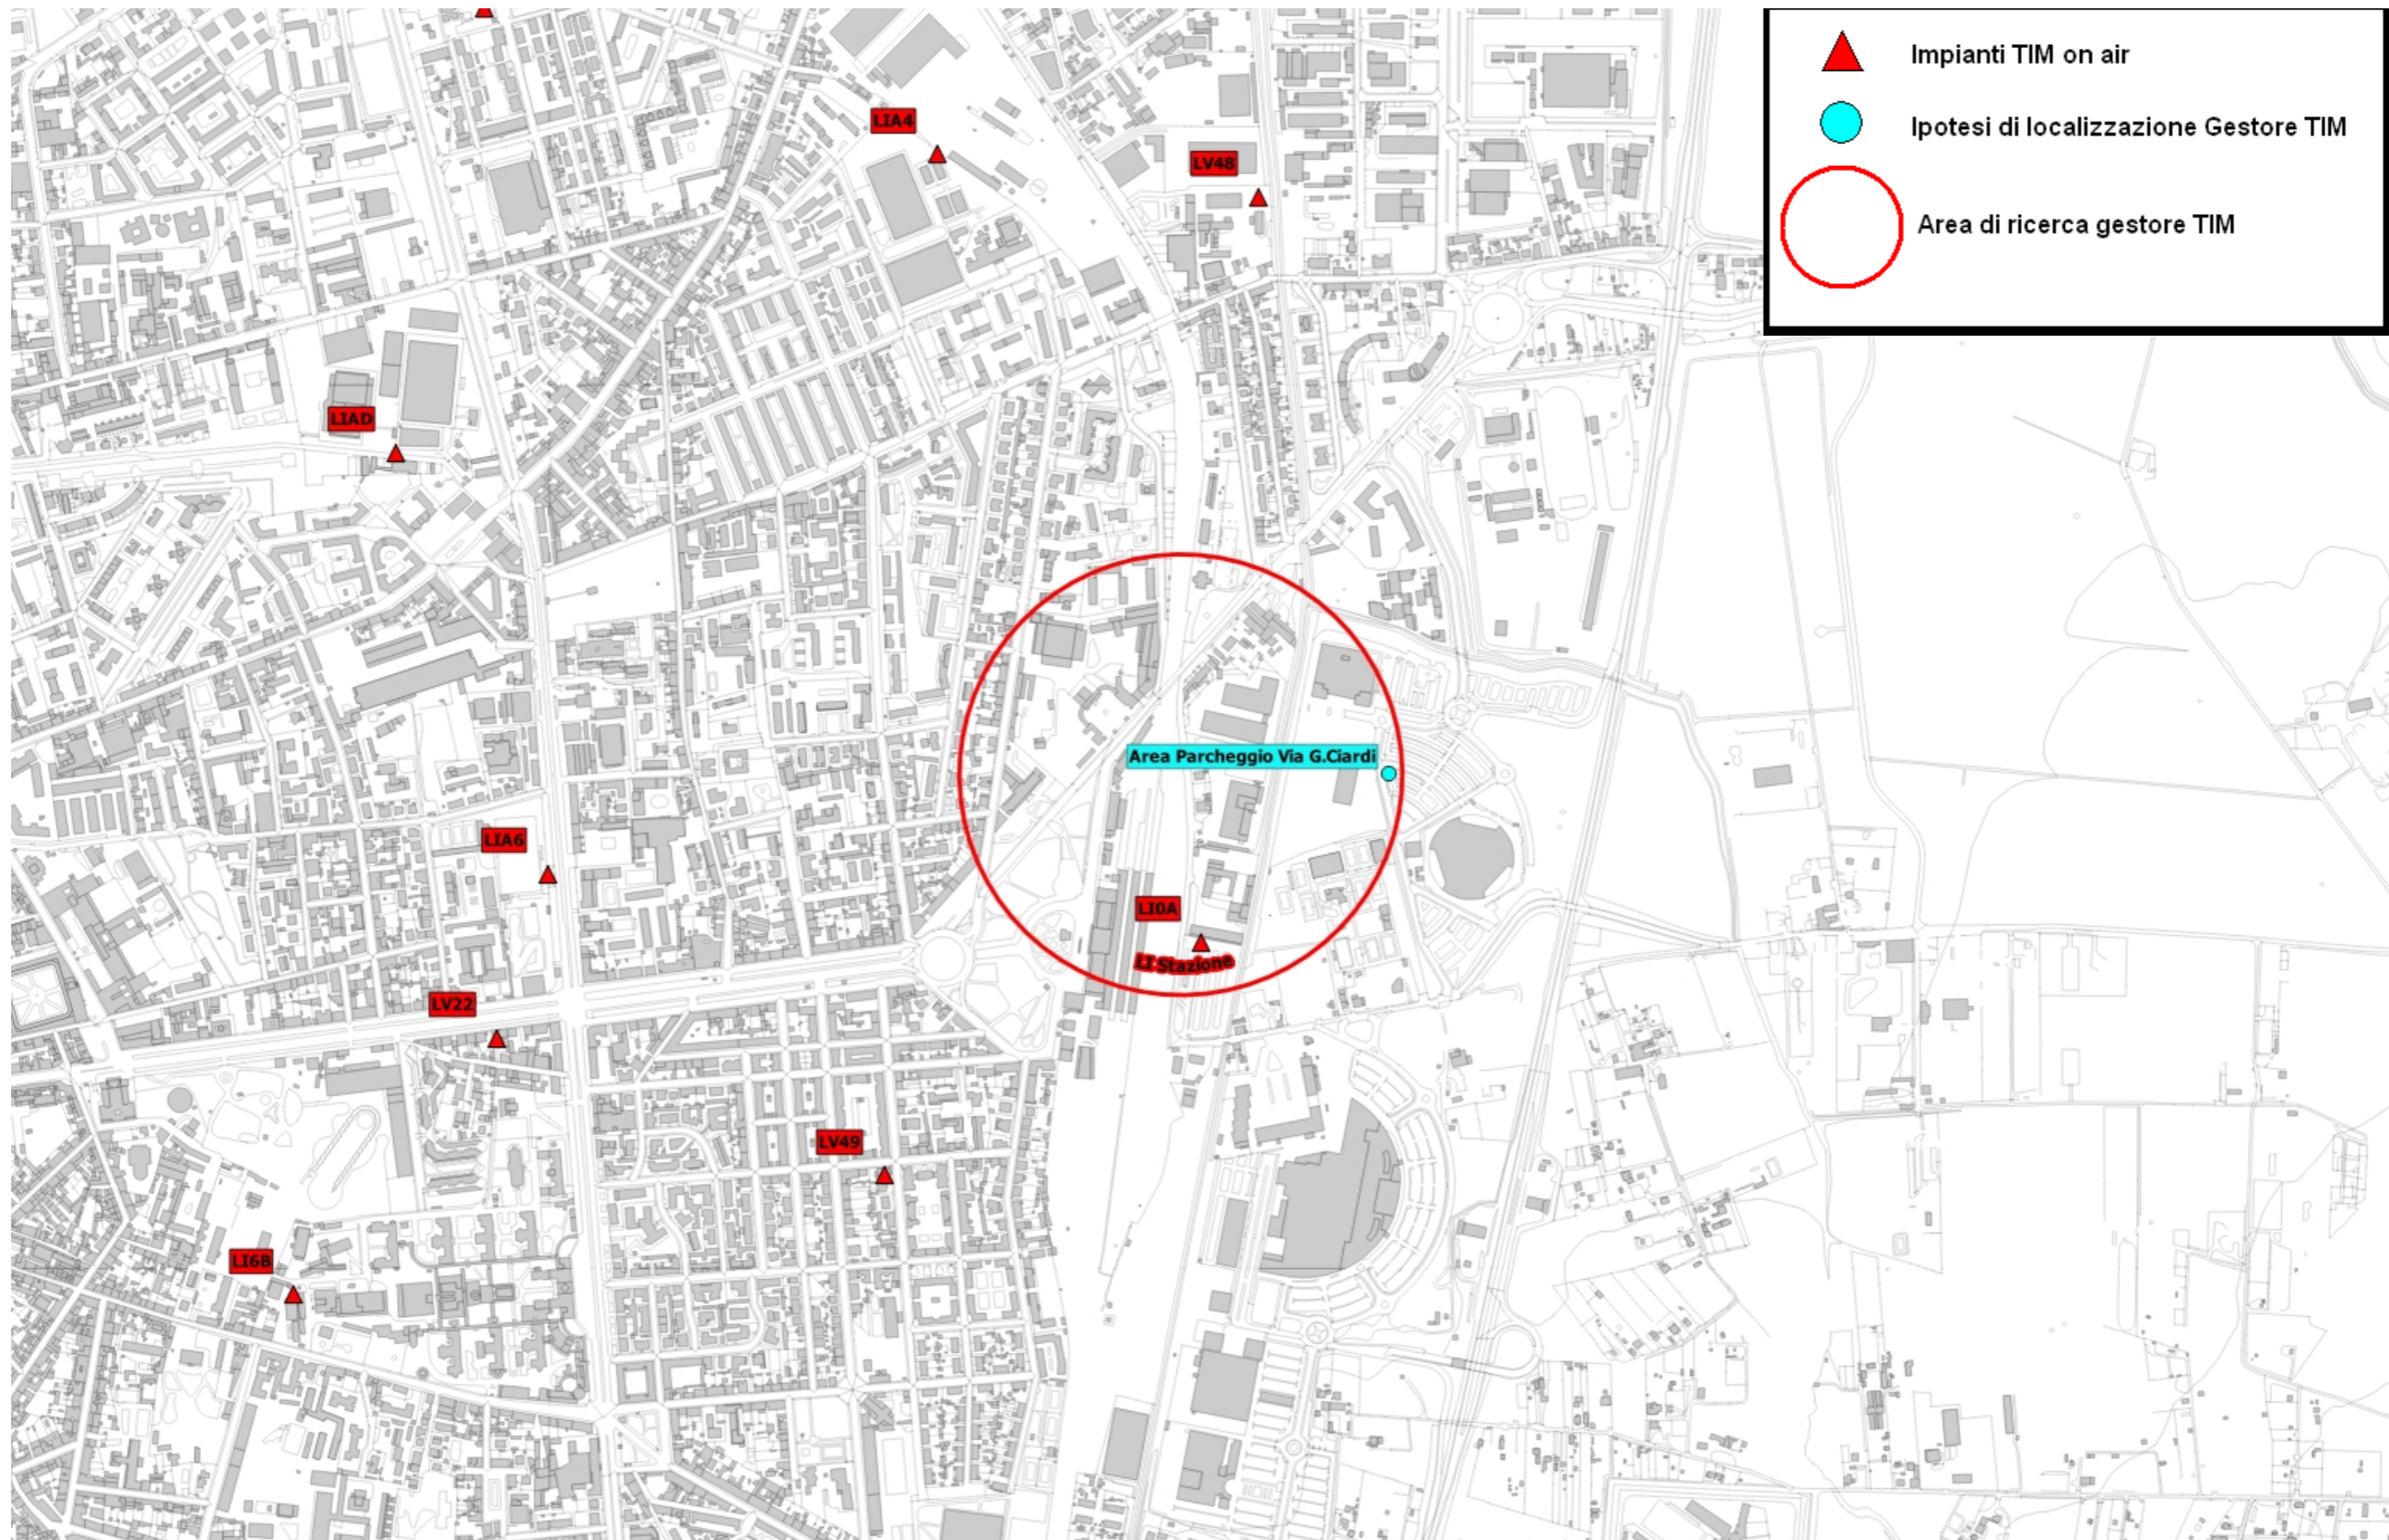 Impianti TIM on air
Ipotesi di localizzazione Gestore TIM
Area di ricerca gestore TIM
LIA4
LV48
LIAD
Area Parcheggio Via G.Ciardi
LIA6
LI0A
LI Stazione
LV22
LV49
LI6B